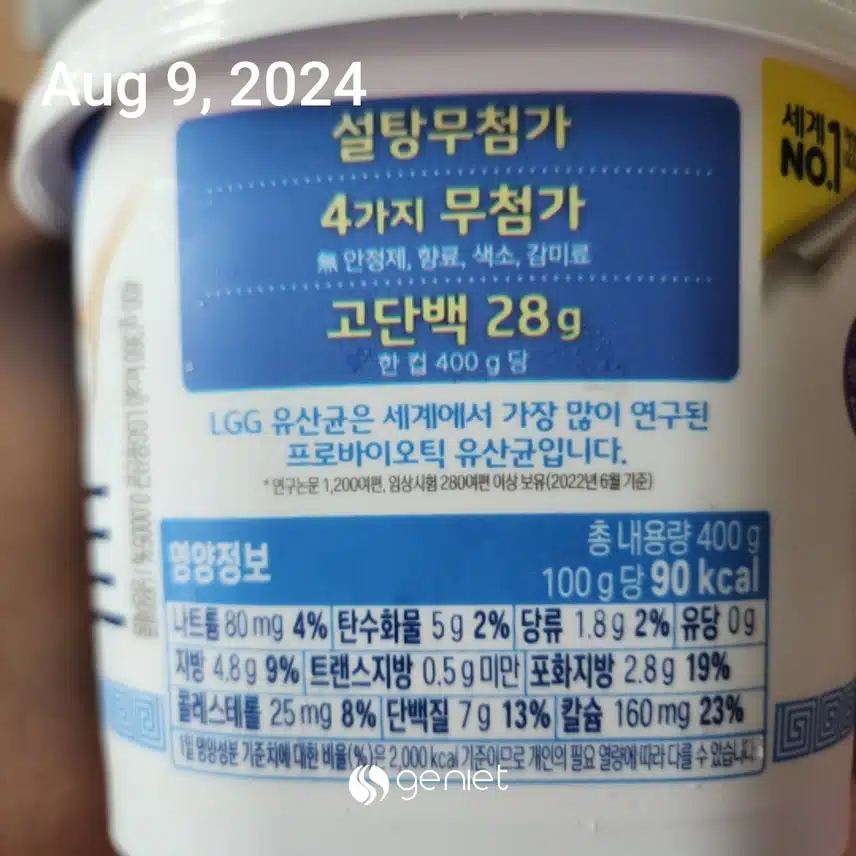 Aug 9, 2024
설탕무첨가
4가지 무첨가
無 안정제, 향료, 색소, 감미료
고단백 28g
한 컵 400 g 당
세계
NO.1
400 g(360 kcal)
LGG 유산균은 세계에서 가장 많이 연구된
프로바이오틱 유산균입니다.
* 연구논문 1,200여편, 임상시험 280여편 이상 보유(2022년 6월 기준)
영양정보
총 내용량 400 g
100 g 당 90 kcal
나트륨 80 mg 4% 탄수화물 5 g 2% 당류 1.8 g 2% 유당 0 g
지방 4.8 g 9% 트랜스지방 0.5 g 미만 포화지방 2.8 g 19%
콜레스테롤 25 mg 8% 단백질 7 g 13% 칼슘 160 mg 23%
1일 영양성분 기준치에 대한 비율(%)은 2,000 kcal 기준이므로 개인의 필요 열량에 따라 다를 수 있습니다.
geniet